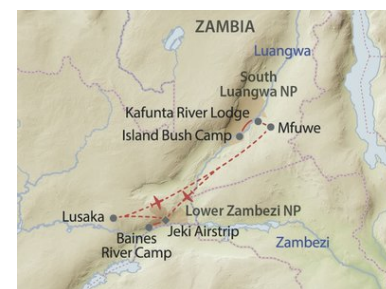 ZAMBIA
Luangwa
South
Luangwa NP
Kafunta River Lodge
Island Bush Camp
Mfuwe
Lusaka
Lower Zambezi NP
Jeki Airstrip
Baines
River Camp
Zambezi